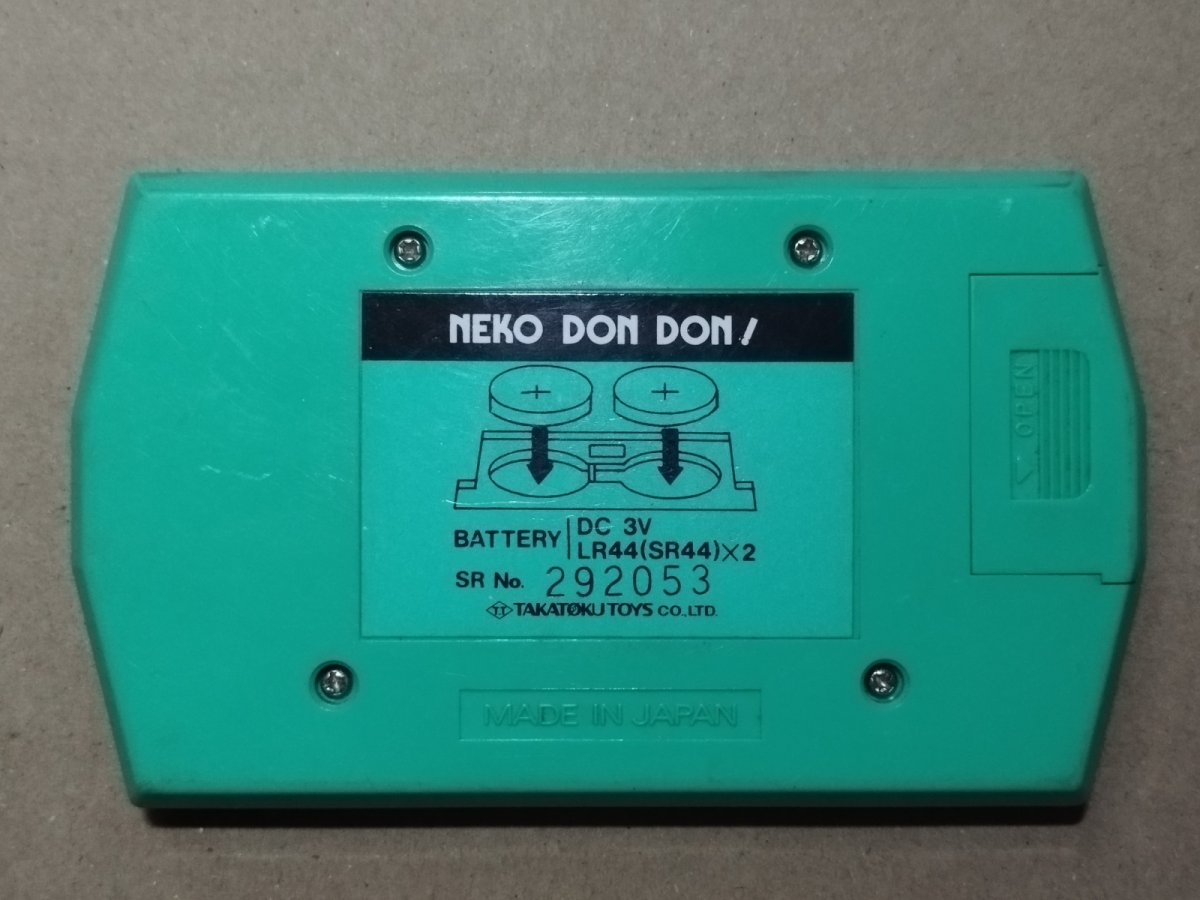 NEKO DON DON!
+ +
BATTERY DC 3V
LR44(SR44)×2
SR No. 292053
TT TAKATOKU TOYS CO.,LTD.
MADE IN JAPAN
OPEN